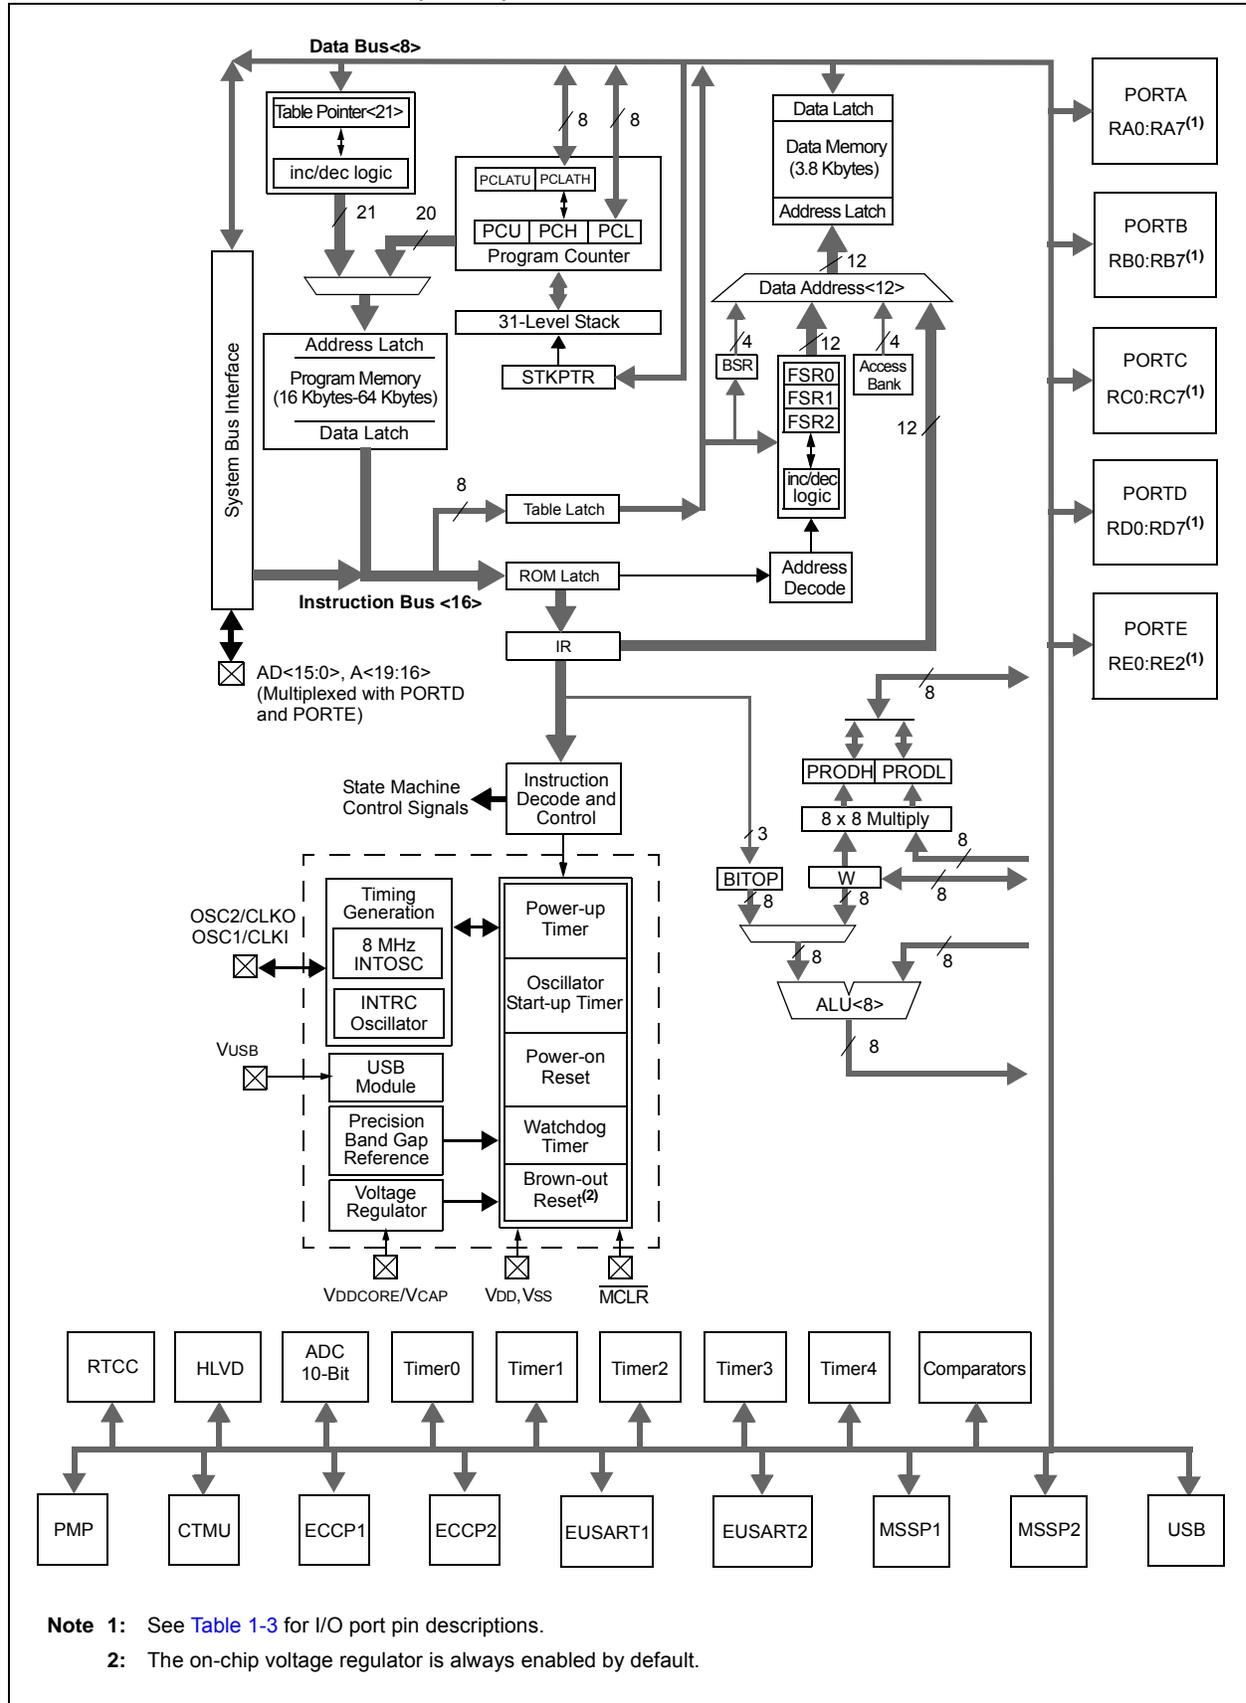 Data Bus<8>
Table Pointer<21>
inc/dec logic
21
20
8
8
PCLATU PCLATH
PCU PCH PCL
Program Counter
31-Level Stack
STKPTR
Data Latch
Data Memory
(3.8 Kbytes)
Address Latch
12
Data Address<12>
4
12
4
BSR
FSR0
FSR1
FSR2
inc/dec
logic
Access
Bank
12
Address
Decode
PORTA
RA0:RA7(1)
PORTB
RB0:RB7(1)
PORTC
RC0:RC7(1)
PORTD
RD0:RD7(1)
PORTE
RE0:RE2(1)
System Bus Interface
Address Latch
Program Memory
(16 Kbytes-64 Kbytes)
Data Latch
8
Table Latch
ROM Latch
Instruction Bus <16>
IR
AD<15:0>, A<19:16>
(Multiplexed with PORTD
and PORTE)
8
PRODH PRODL
8 x 8 Multiply
State Machine
Control Signals
Instruction
Decode and
Control
3
8
BITOP
W
8
8
8
8
8
ALU<8>
8
OSC2/CLKO
OSC1/CLKI
Timing
Generation
8 MHz
INTOSC
INTRC
Oscillator
VUSB
USB
Module
Precision
Band Gap
Reference
Voltage
Regulator
Power-up
Timer
Oscillator
Start-up Timer
Power-on
Reset
Watchdog
Timer
Brown-out
Reset(2)
VDDCORE/VCAP
VDD, VSS
MCLR
RTCC
HLVD
ADC
10-Bit
Timer0
Timer1
Timer2
Timer3
Timer4
Comparators
PMP
CTMU
ECCP1
ECCP2
EUSART1
EUSART2
MSSP1
MSSP2
USB
Note 1: See Table 1-3 for I/O port pin descriptions.
2: The on-chip voltage regulator is always enabled by default.